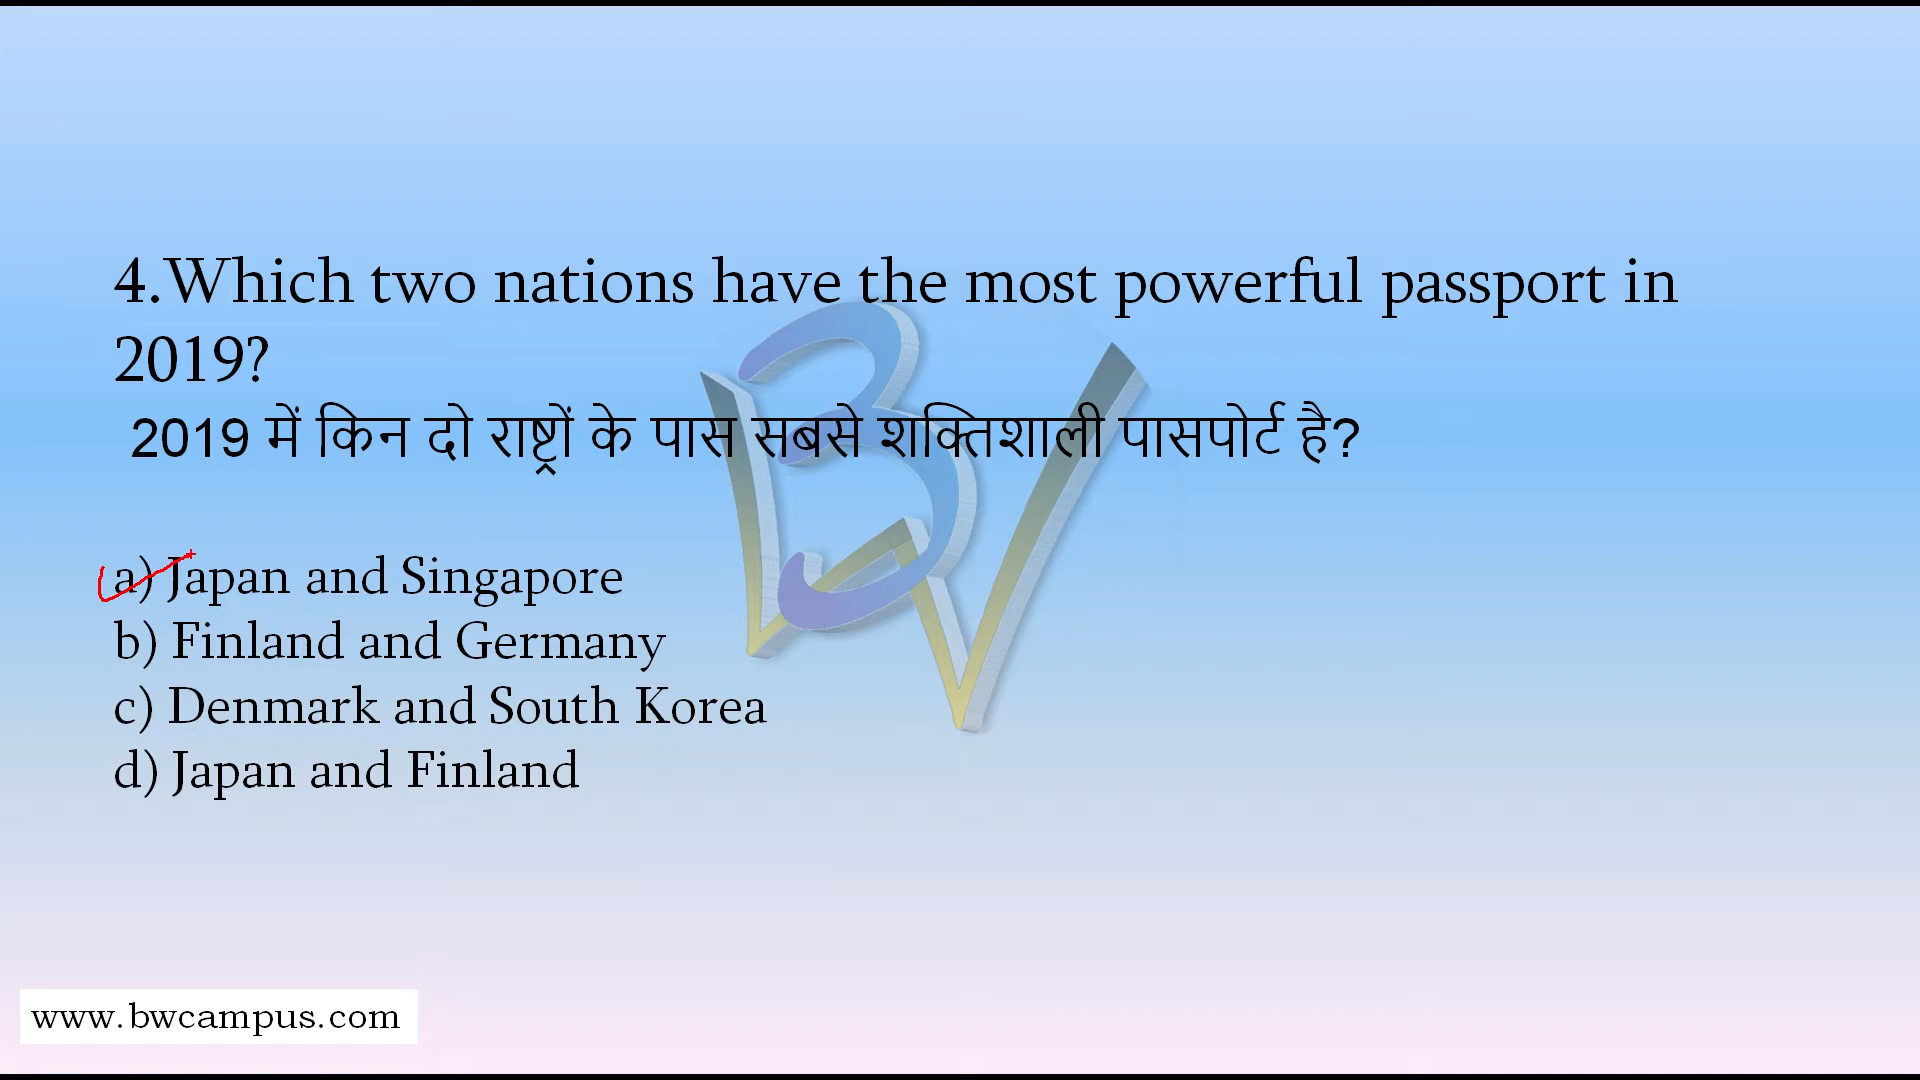 4.Which two nations have the most powerful passport in
2019?
2019 में किन दो राष्ट्रों के पास सबसे शक्तिशाली पासपोर्ट है?
a) Japan and Singapore
b) Finland and Germany
c) Denmark and South Korea
d) Japan and Finland
www.bwcampus.com